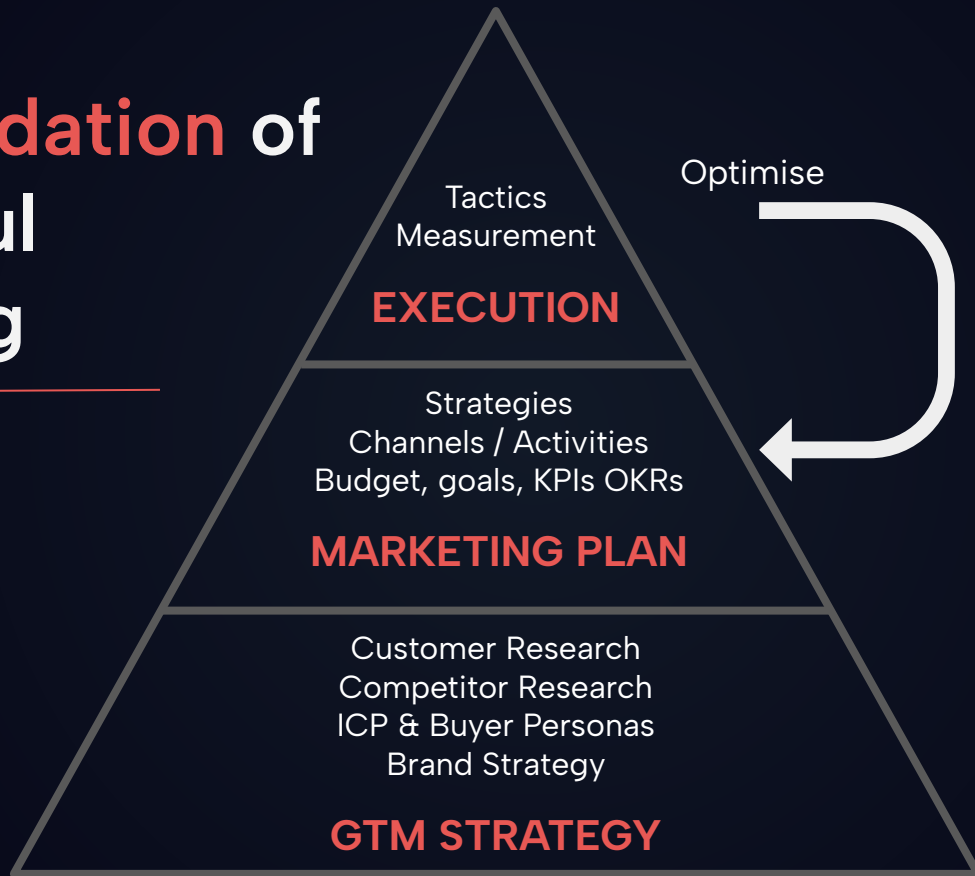 dation of
ul
g
Optimise
Tactics
Measurement
EXECUTION
Strategies
Channels / Activities
Budget, goals, KPIs OKRs
MARKETING PLAN
Customer Research
Competitor Research
ICP & Buyer Personas
Brand Strategy
GTM STRATEGY